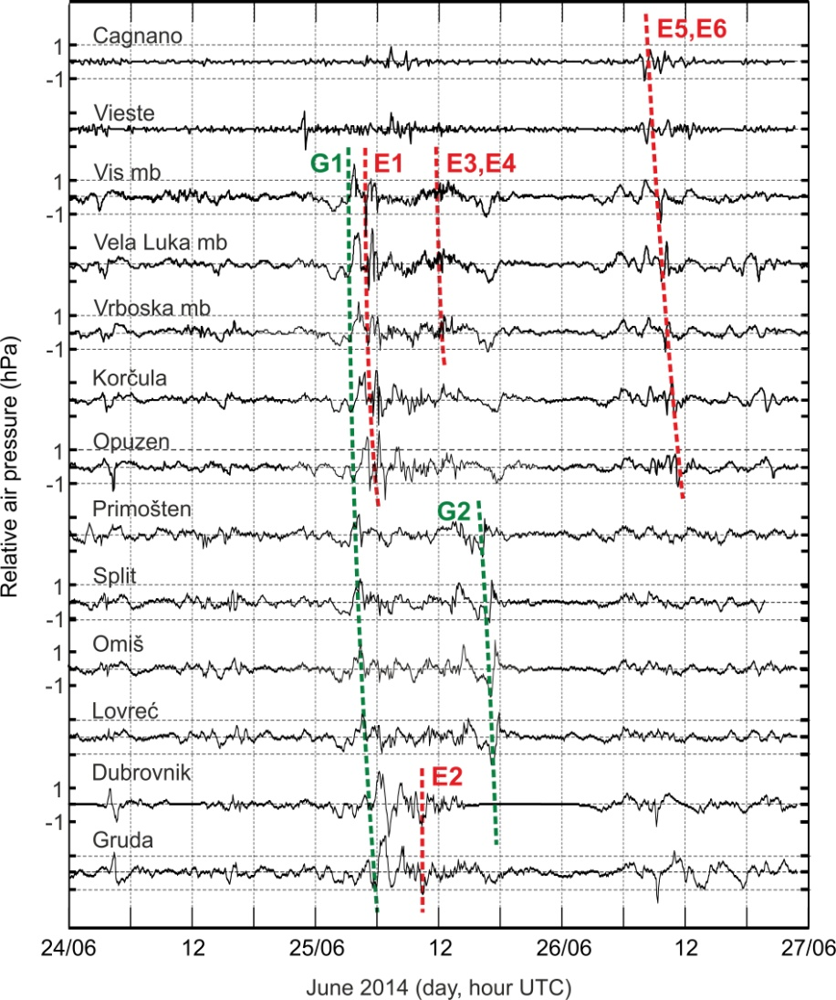 Cagnano
E5,E6
1
-1
Vieste
G1
E1
E3,E4
Vis mb
1
-1
Vela Luka mb
Vrboska mb
1
-1
Korčula
Opuzen
1
-1
Primošten
G2
Split
1
-1
Omiš
1
-1
Lovreć
Dubrovnik
E2
1
-1
Gruda
Relative air pressure (hPa)
24/06 12 25/06 12 26/06 12 27/06
June 2014 (day, hour UTC)